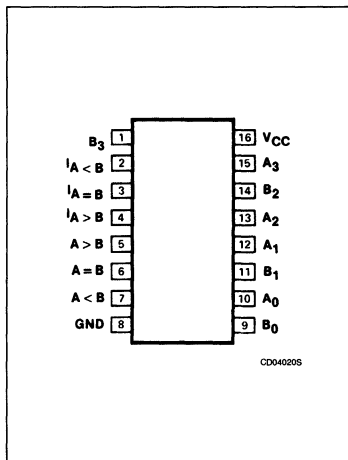 B3 1 16 VCC
IA < B 2 15 A3
IA = B 3 14 B2
IA > B 4 13 A2
A > B 5 12 A1
A = B 6 11 B1
A < B 7 10 A0
GND 8 9 B0
CD04020S